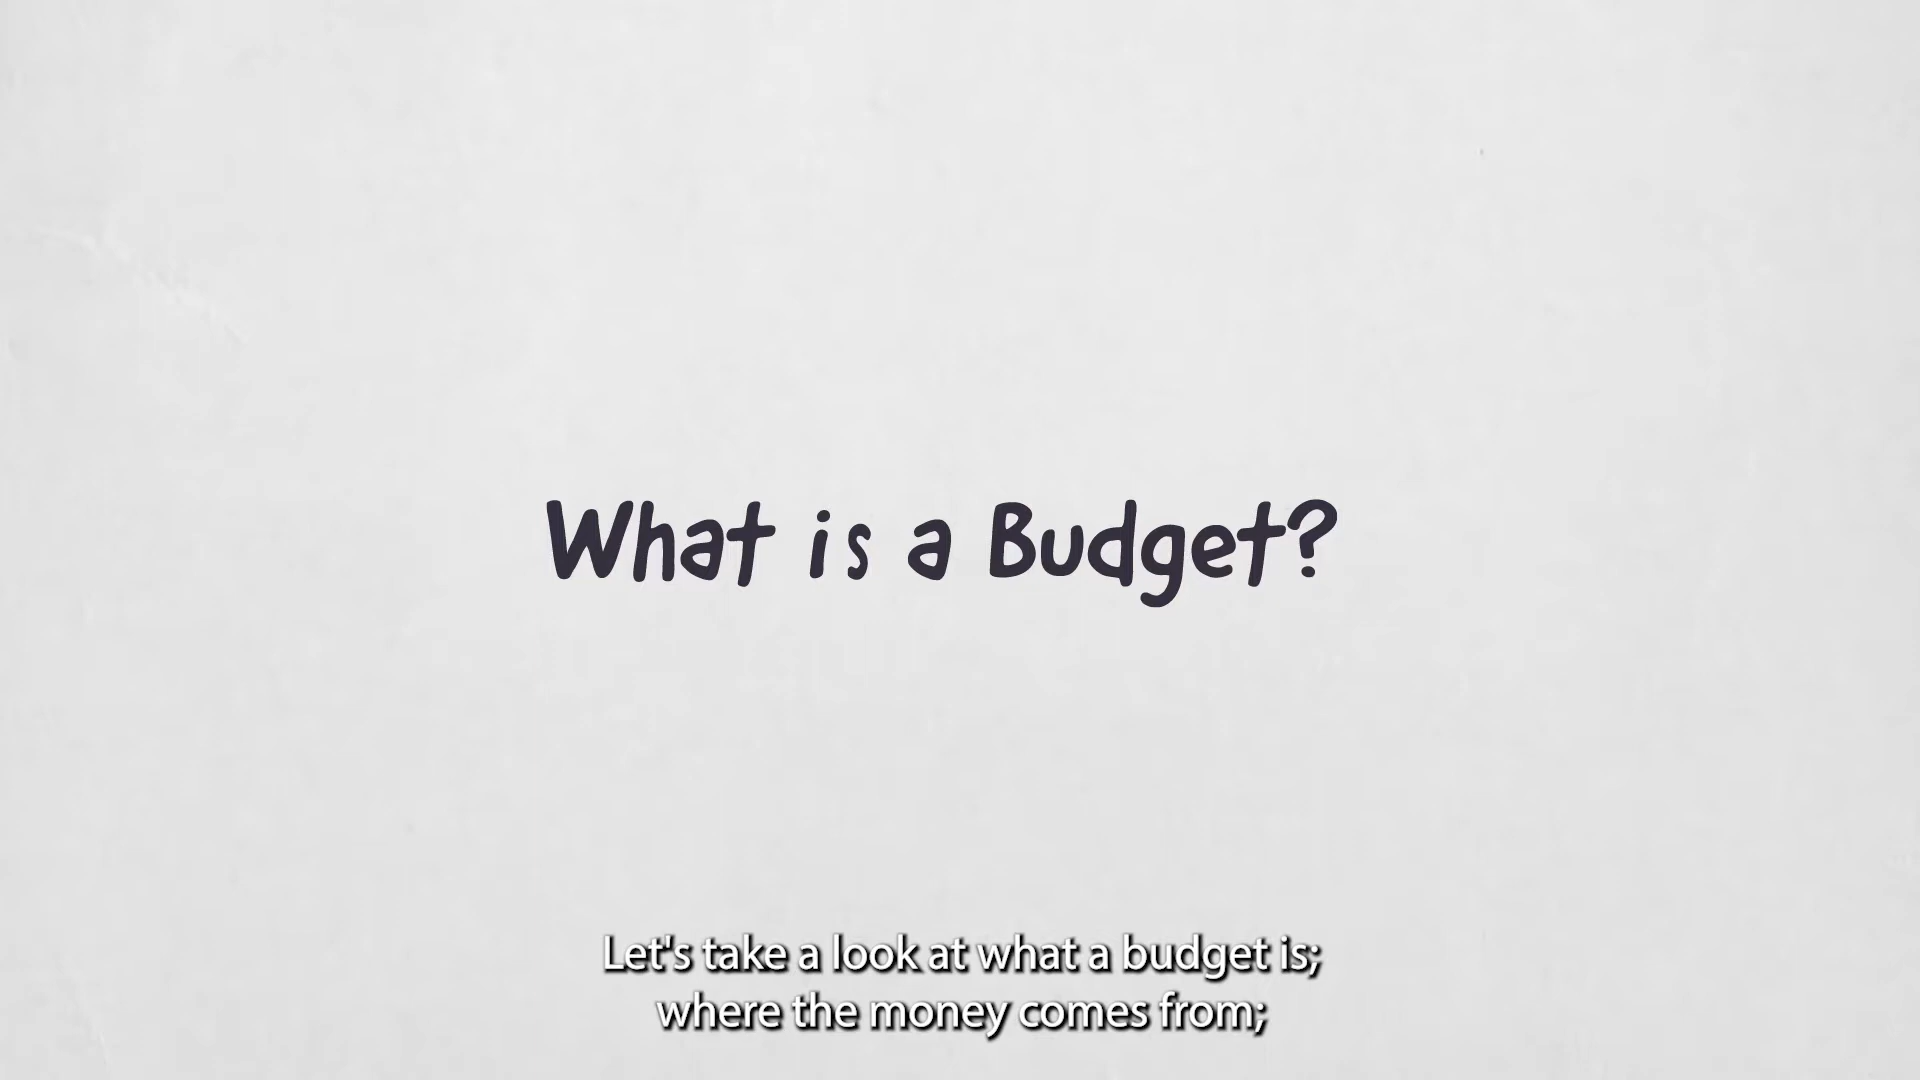 What is a Budget?
Let's take a look at what a budget is;
where the money comes from;